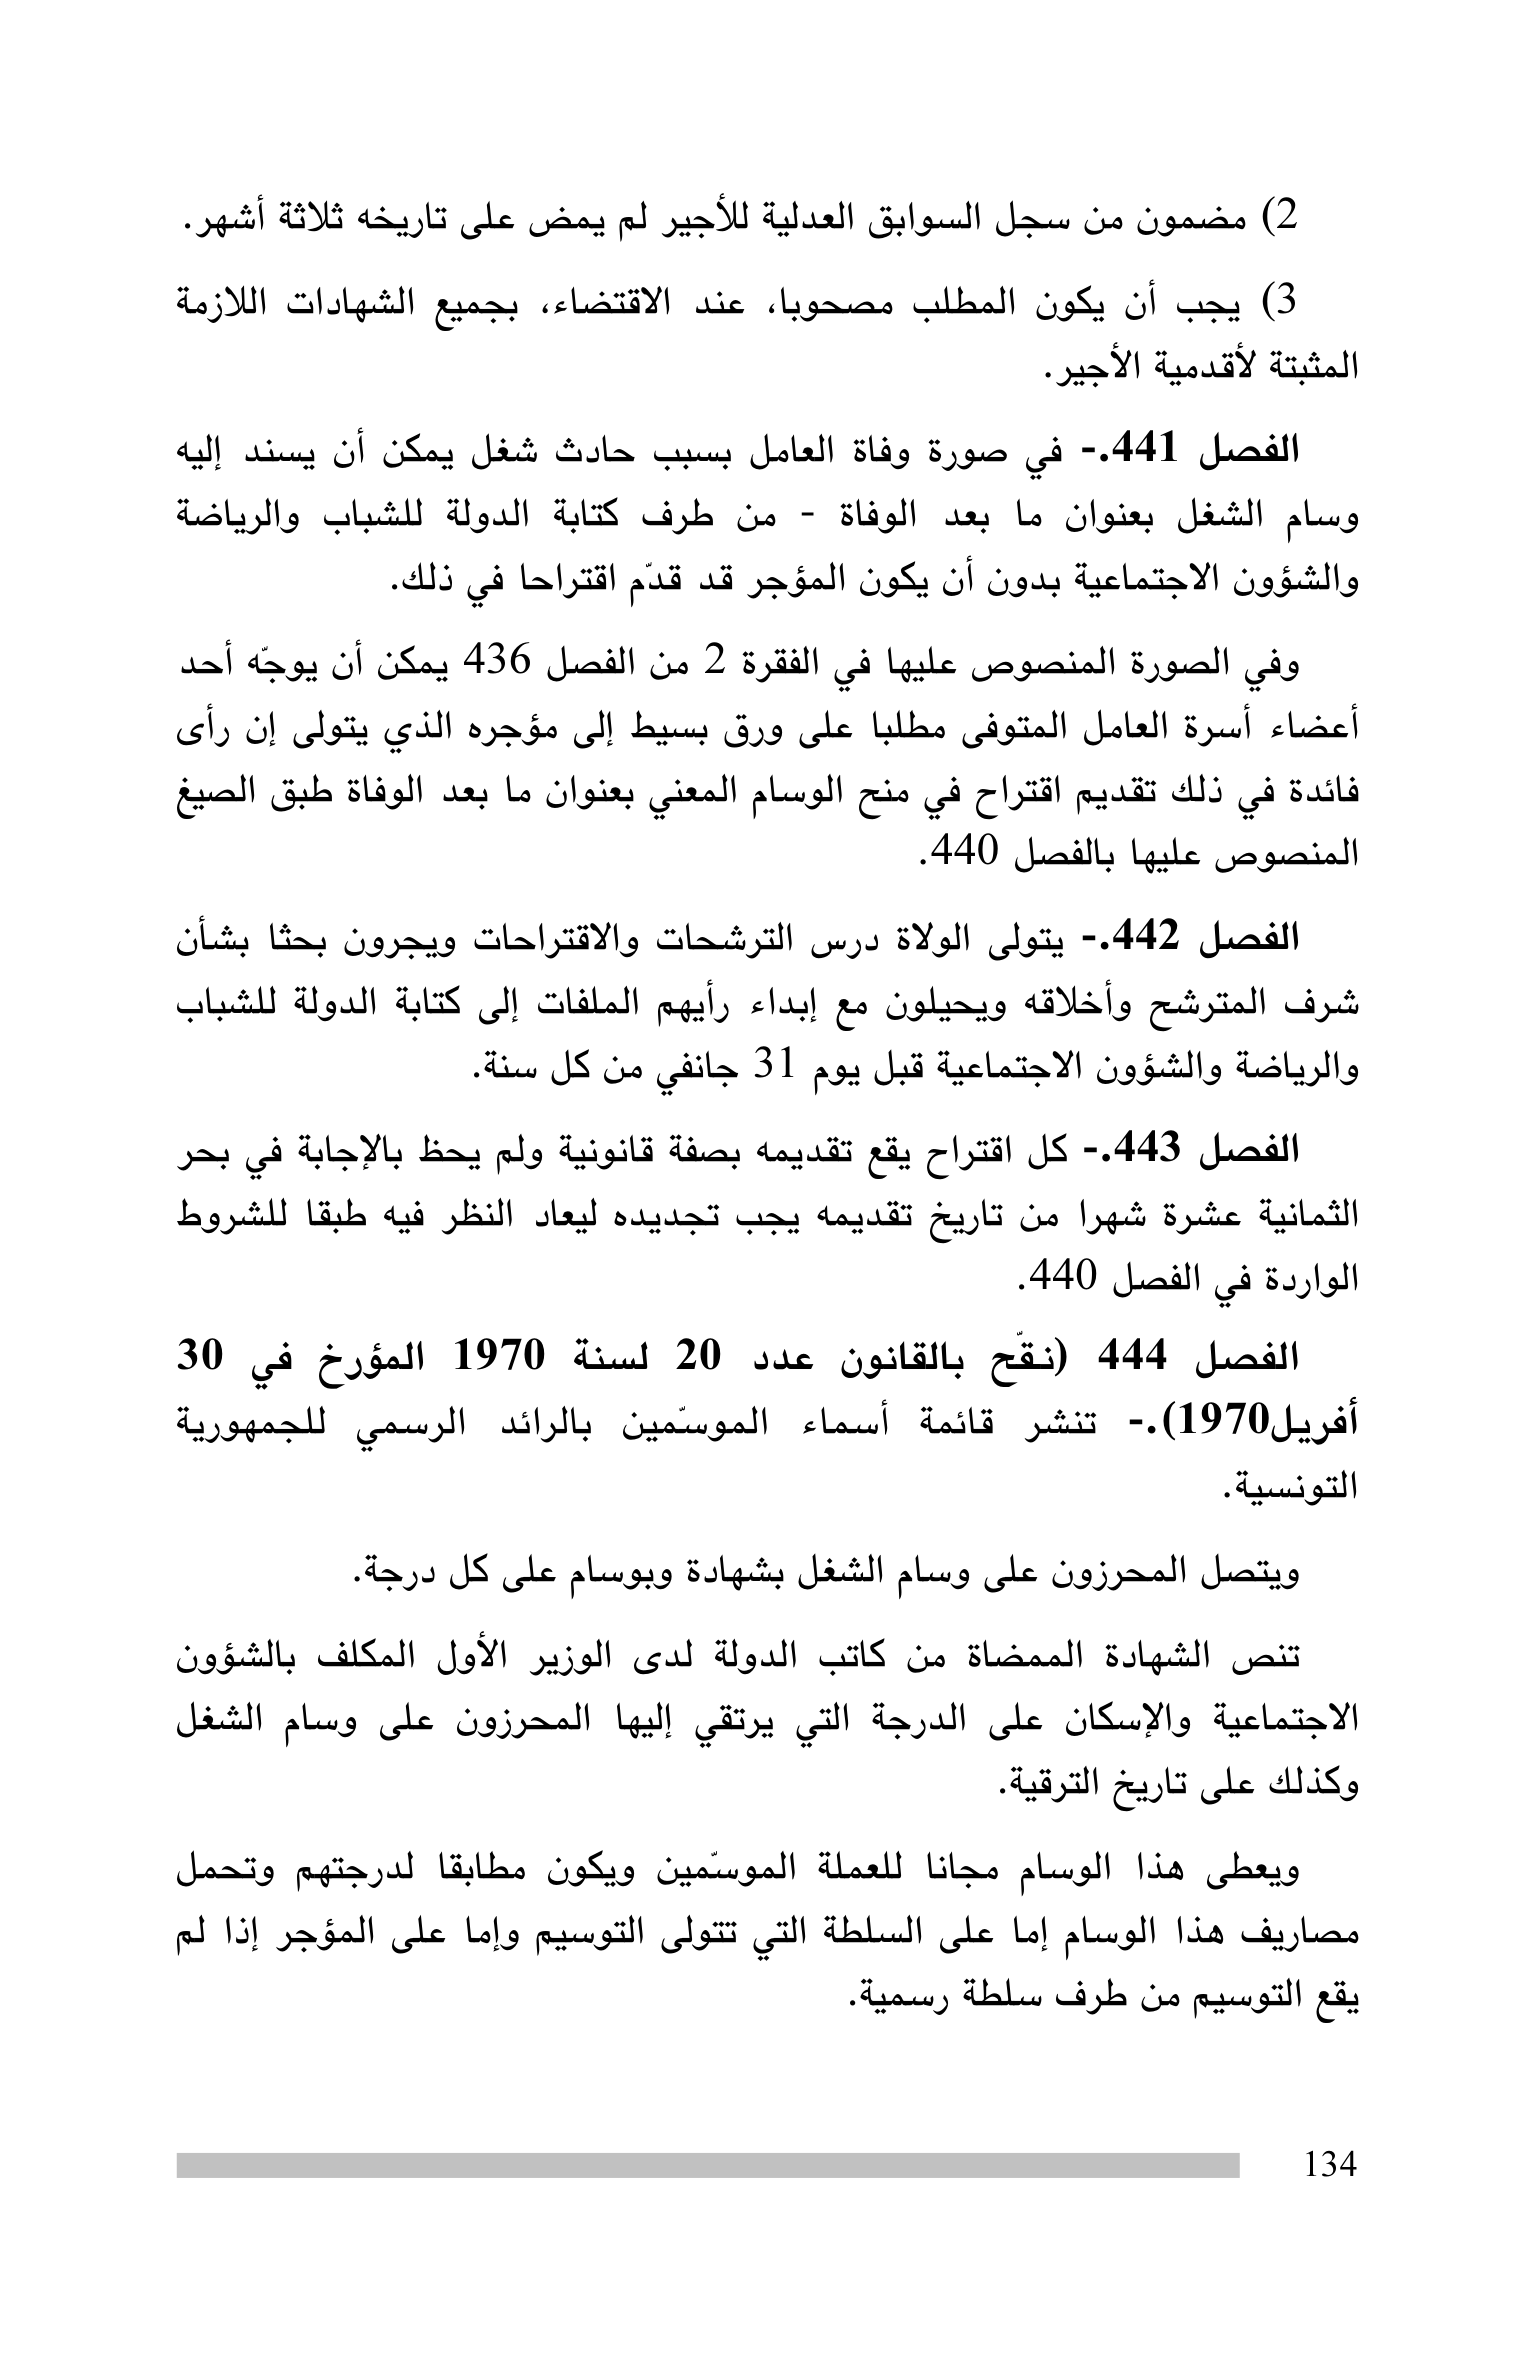 2) مضمون من سجل السوابق العدلية للأجير لم يمض على تاريخه ثلاثة أشهر.
3) يجب أن يكون المطلب مصحوبا، عند الاقتضاء، بجميع الشهادات اللازمة
المثبتة لأقدمية الأجير.
الفصل 441.- في صورة وفاة العامل بسبب حادث شغل يمكن أن يسند إليه
وسام الشغل بعنوان ما بعد الوفاة - من طرف كتابة الدولة للشباب والرياضة
والشؤون الاجتماعية بدون أن يكون المؤجر قد قدّم اقتراحا في ذلك.
وفي الصورة المنصوص عليها في الفقرة 2 من الفصل 436 يمكن أن يوجّه أحد
أعضاء أسرة العامل المتوفى مطلبا على ورق بسيط إلى مؤجره الذي يتولى إن رأى
فائدة في ذلك تقديم اقتراح في منح الوسام المعني بعنوان ما بعد الوفاة طبق الصيغ
المنصوص عليها بالفصل 440.
الفصل 442.- يتولى الولاة درس الترشحات والاقتراحات ويجرون بحثا بشأن
شرف المترشح وأخلاقه ويحيلون مع إبداء رأيهم الملفات إلى كتابة الدولة للشباب
والرياضة والشؤون الاجتماعية قبل يوم 31 جانفي من كل سنة.
الفصل 443.- كل اقتراح يقع تقديمه بصفة قانونية ولم يحظ بالإجابة في بحر
الثمانية عشرة شهرا من تاريخ تقديمه يجب تجديده ليعاد النظر فيه طبقا للشروط
الواردة في الفصل 440.
الفصل 444 (نقّح بالقانون عدد 20 لسنة 1970 المؤرخ في 30
أفريل1970).- تنشر قائمة أسماء الموسّمين بالرائد الرسمي للجمهورية
التونسية.
ويتصل المحرزون على وسام الشغل بشهادة وبوسام على كل درجة.
تنص الشهادة الممضاة من كاتب الدولة لدى الوزير الأول المكلف بالشؤون
الاجتماعية والإسكان على الدرجة التي يرتقي إليها المحرزون على وسام الشغل
وكذلك على تاريخ الترقية.
ويعطى هذا الوسام مجانا للعملة الموسّمين ويكون مطابقا لدرجتهم وتحمل
مصاريف هذا الوسام إما على السلطة التي تتولى التوسيم وإما على المؤجر إذا لم
يقع التوسيم من طرف سلطة رسمية.
134